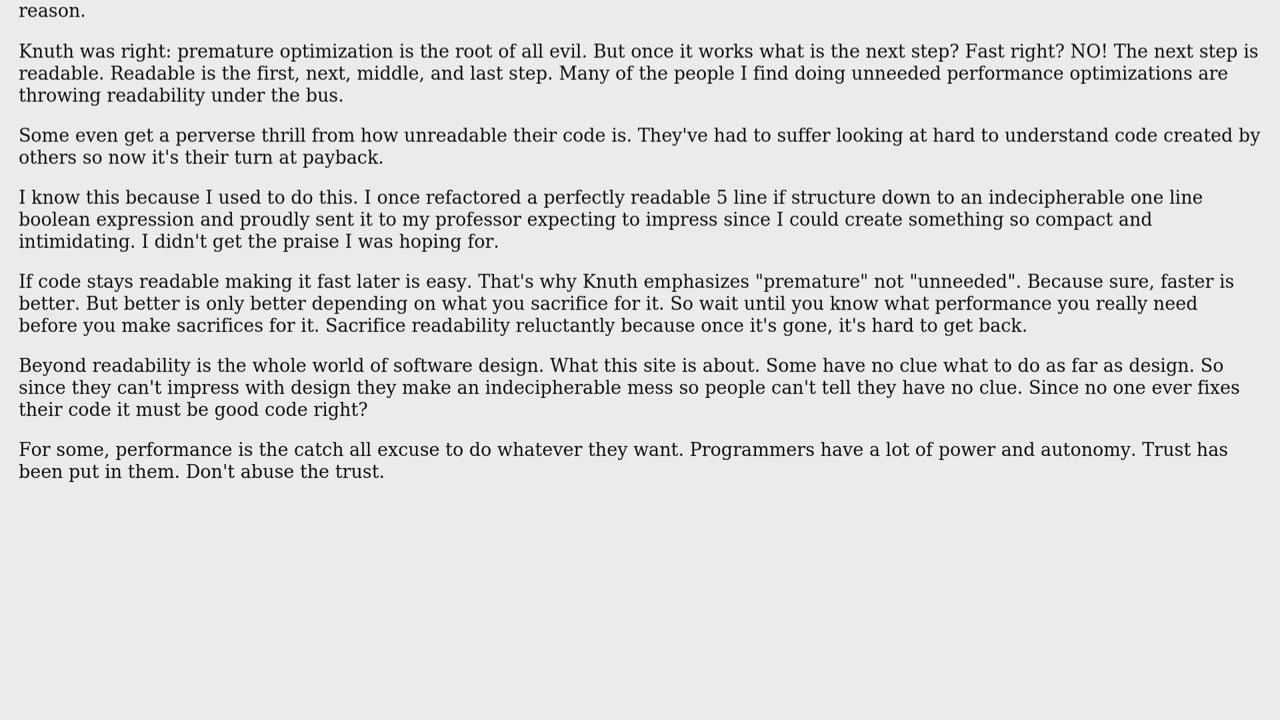 reason.
Knuth was right: premature optimization is the root of all evil. But once it works what is the next step? Fast right? NO! The next step is
readable. Readable is the first, next, middle, and last step. Many of the people I find doing unneeded performance optimizations are
throwing readability under the bus.
Some even get a perverse thrill from how unreadable their code is. They've had to suffer looking at hard to understand code created by
others so now it's their turn at payback.
I know this because I used to do this. I once refactored a perfectly readable 5 line if structure down to an indecipherable one line
boolean expression and proudly sent it to my professor expecting to impress since I could create something so compact and
intimidating. I didn't get the praise I was hoping for.
If code stays readable making it fast later is easy. That's why Knuth emphasizes "premature" not "unneeded". Because sure, faster is
better. But better is only better depending on what you sacrifice for it. So wait until you know what performance you really need
before you make sacrifices for it. Sacrifice readability reluctantly because once it's gone, it's hard to get back.
Beyond readability is the whole world of software design. What this site is about. Some have no clue what to do as far as design. So
since they can't impress with design they make an indecipherable mess so people can't tell they have no clue. Since no one ever fixes
their code it must be good code right?
For some, performance is the catch all excuse to do whatever they want. Programmers have a lot of power and autonomy. Trust has
been put in them. Don't abuse the trust.